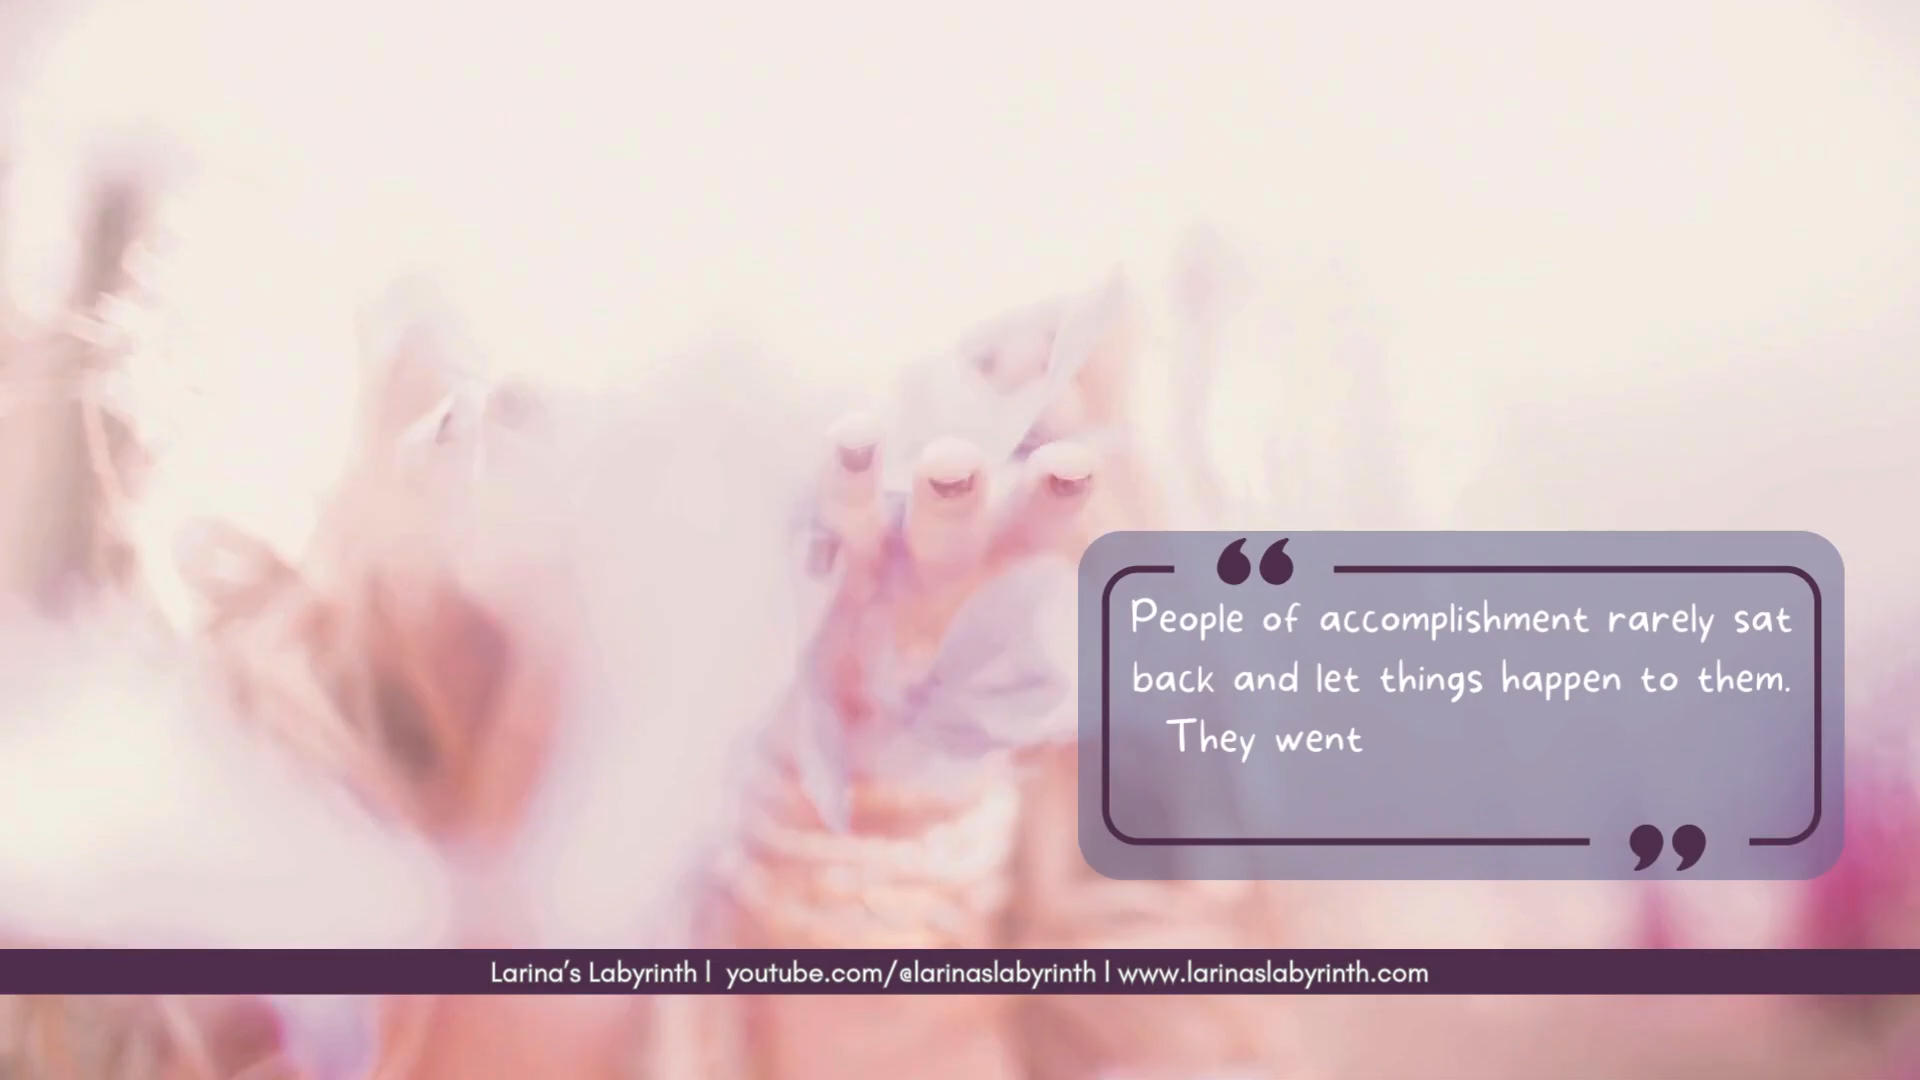 People of accomplishment rarely sat
back and let things happen to them.
They went
Larina’s Labyrinth | youtube.com/@larinaslabyrinth | www.larinaslabyrinth.com